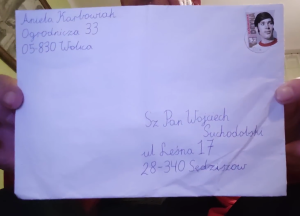 Aniela Karbowiak
Ogrodnicza 33
05-830 Wolica
Sz Pan Wojciech
Suchodolski
ul Leśna 17
28-340 Sędziszów